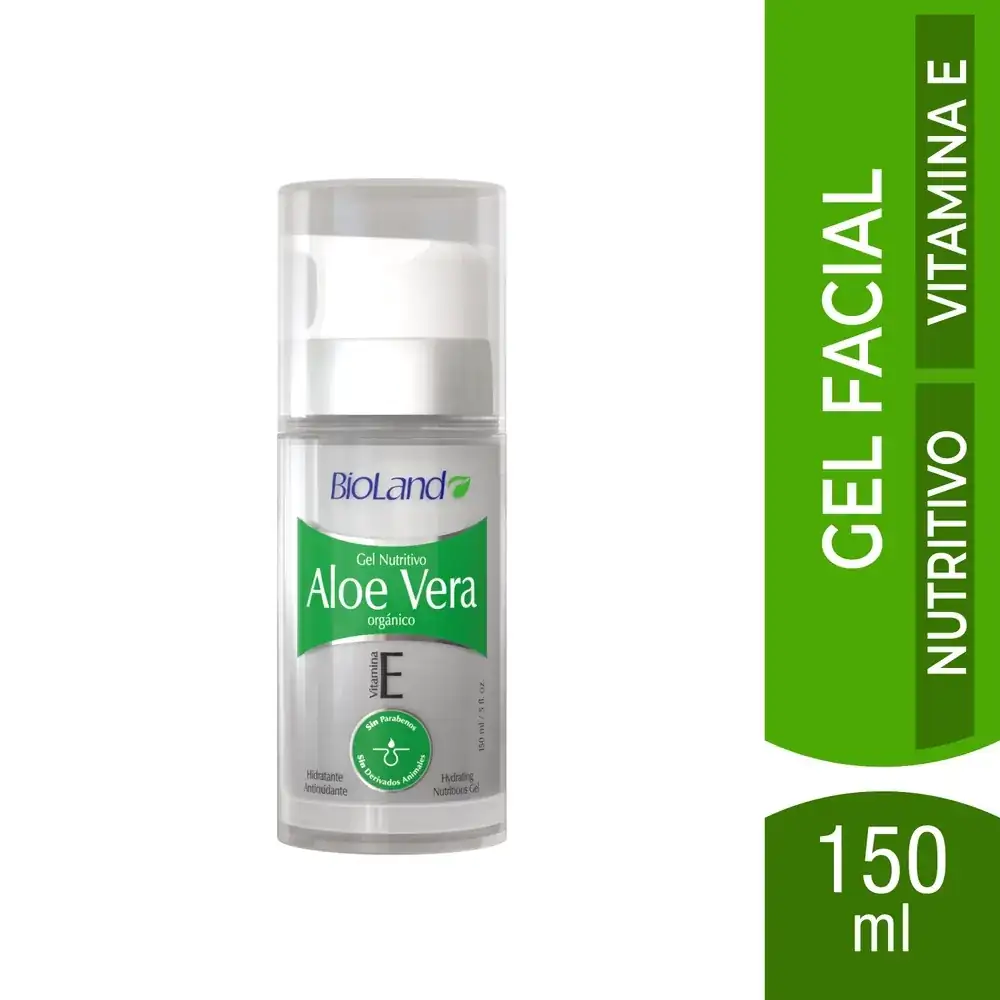 BioLand
Gel Nutritivo
Aloe Vera
orgánico
Vitamina
E
150 ml / 5 fl. oz.
Sin Parabenos
Sin Derivados Animales
Hidratante
Antioxidante
Hydrating
Nutritious Gel
GEL FACIAL
NUTRITIVO
VITAMINA E
150
ml